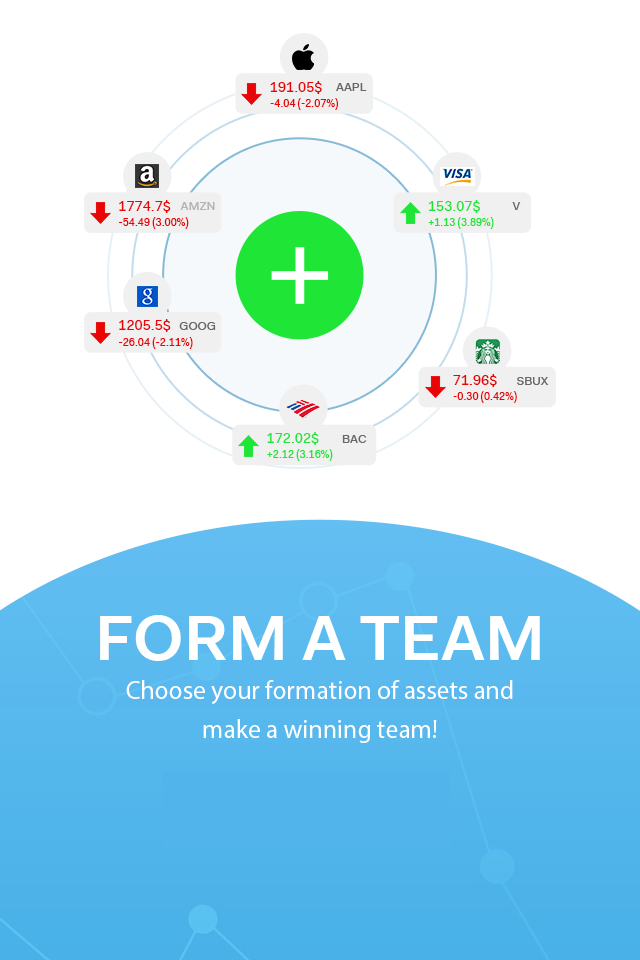 191.05$ AAPL
-4.04 (-2.07%)
a
1774.7$ AMZN
-54.49 (3.00%)
VISA
153.07$ V
+1.13 (3.89%)
g
1205.5$ GOOG
-26.04 (-2.11%)
71.96$ SBUX
-0.30 (0.42%)
172.02$ BAC
+2.12 (3.16%)
FORM A TEAM
Choose your formation of assets and
make a winning team!